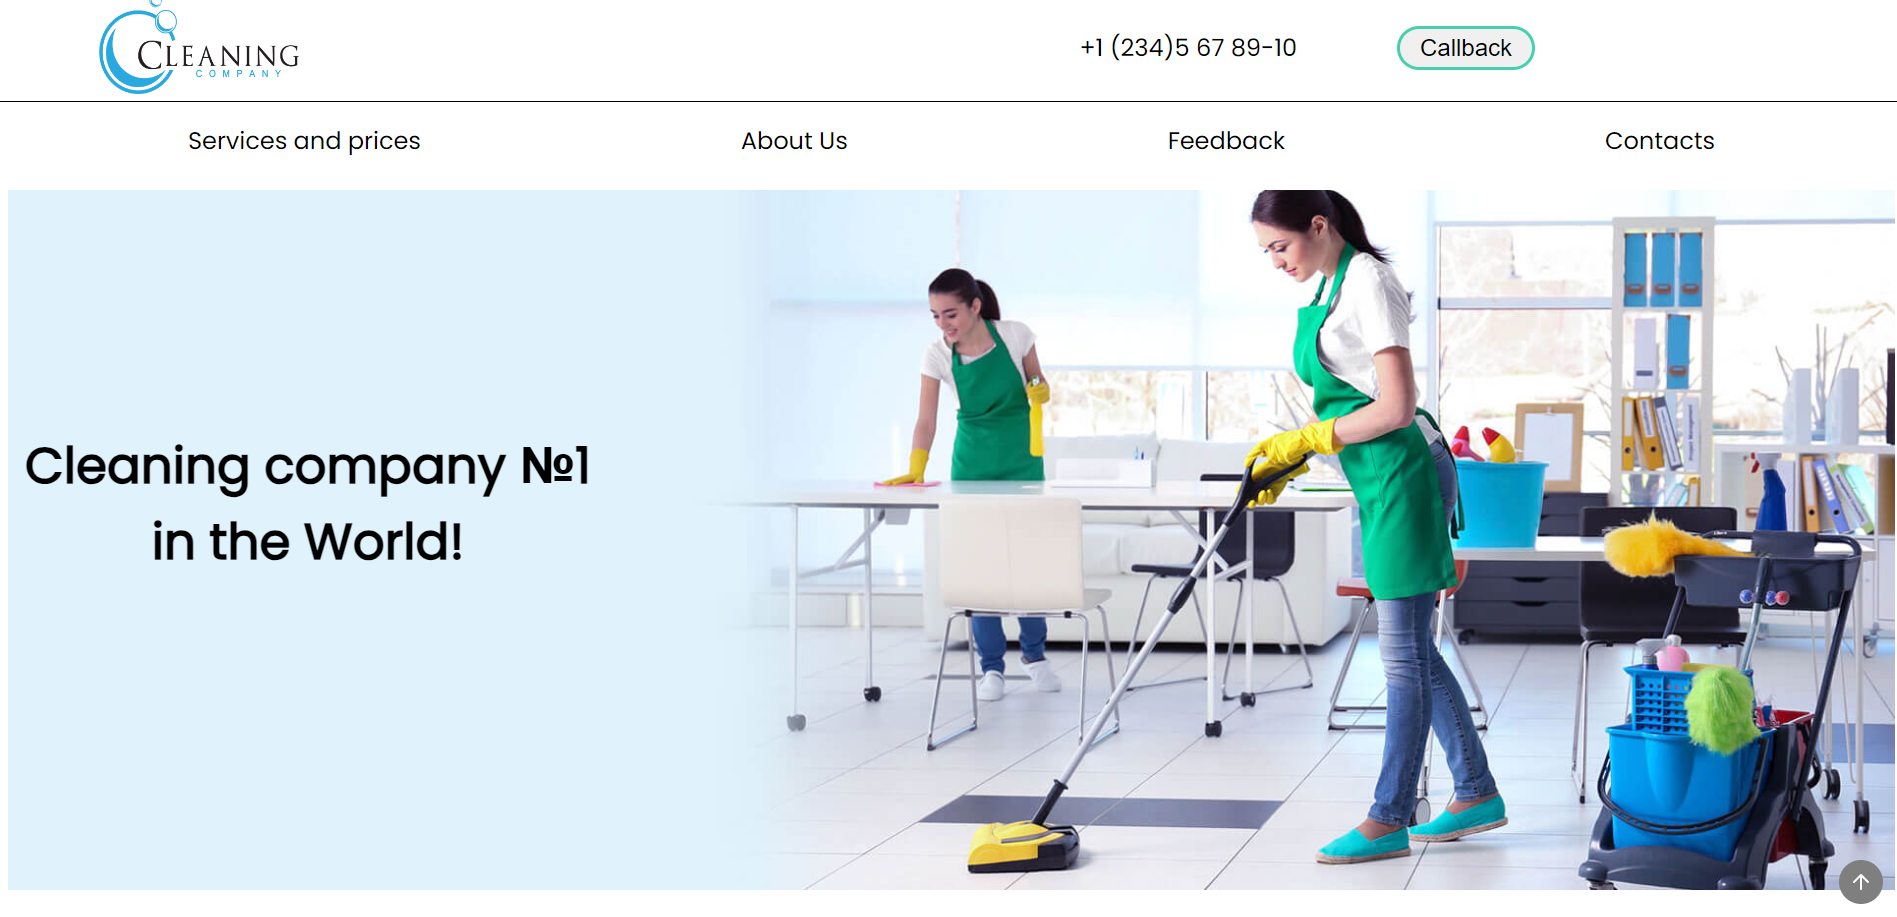 CLEANING
COMPANY
+1 (234)5 67 89-10
Callback
Services and prices
About Us
Feedback
Contacts
Cleaning company №1
in the World!